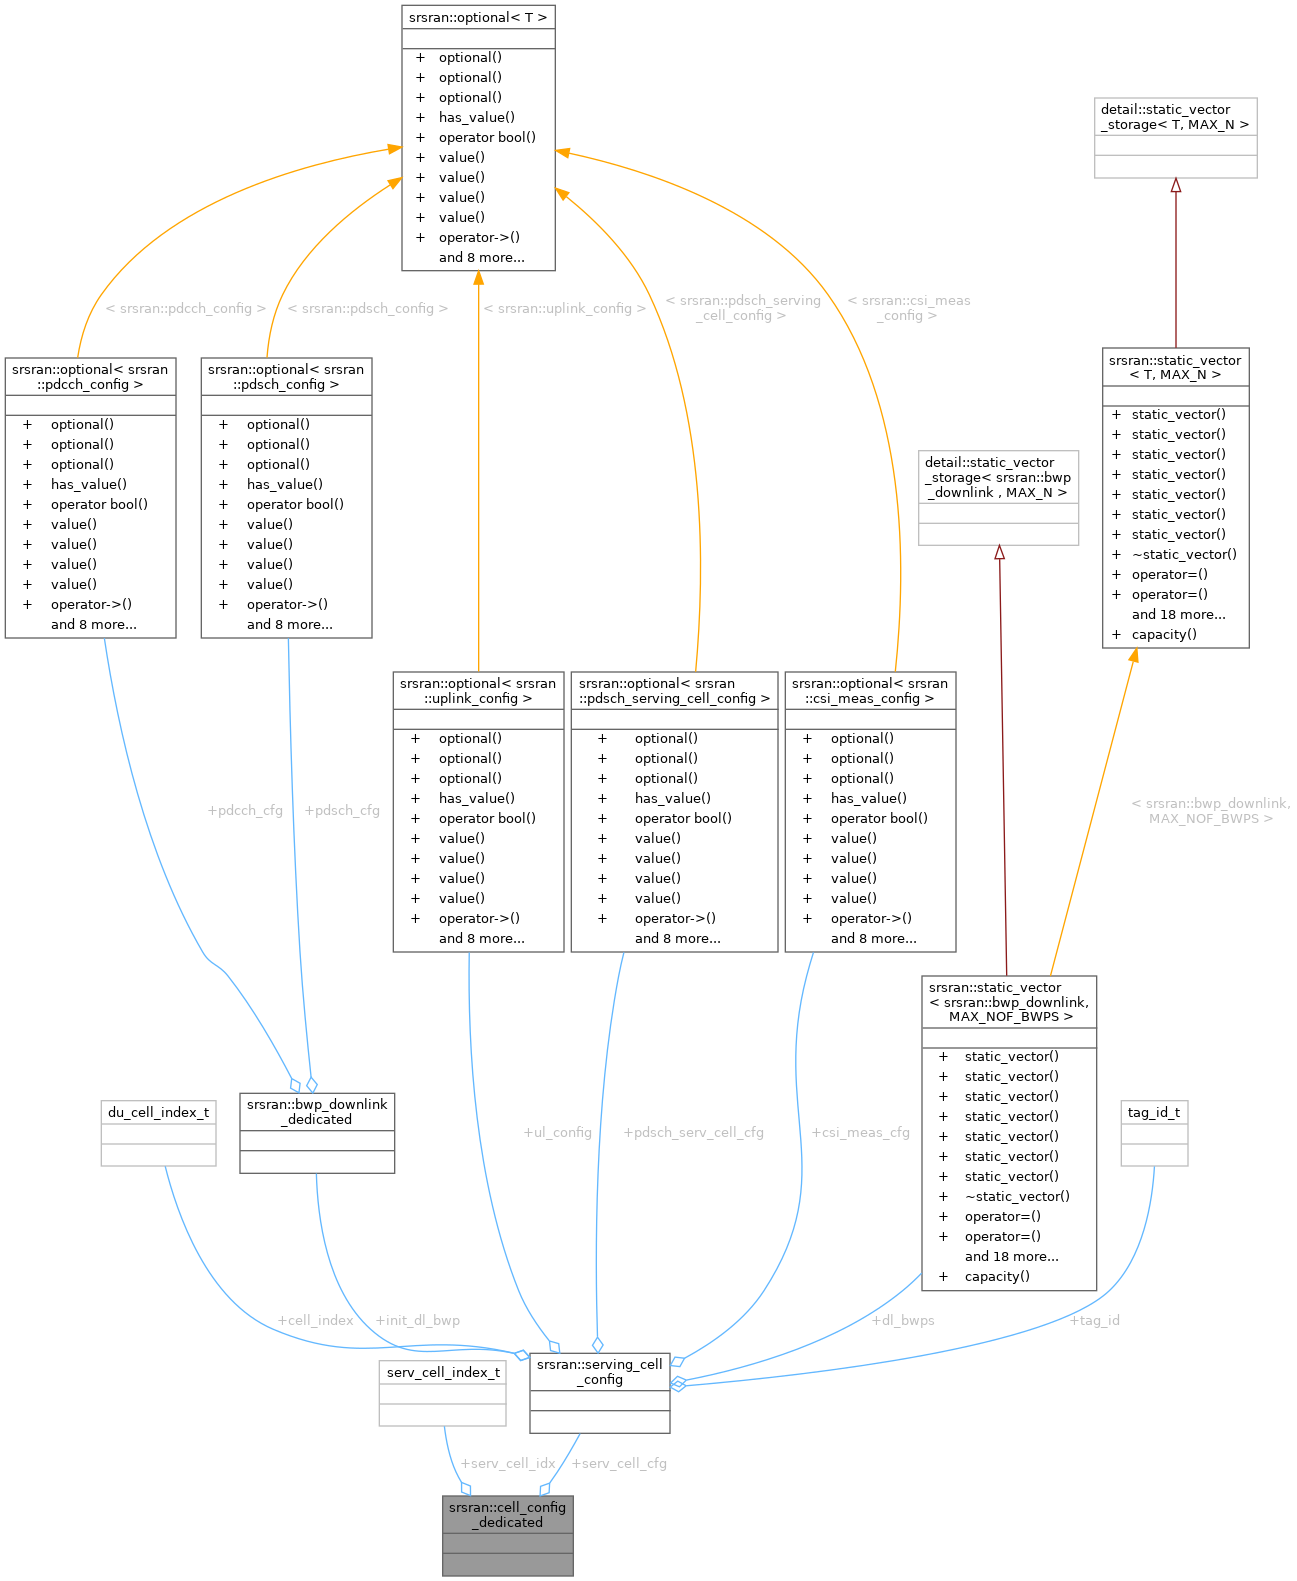 srsran::optional< T >
+ optional()
+ optional()
+ optional()
+ has_value()
+ operator bool()
+ value()
+ value()
+ value()
+ value()
+ operator->()
and 8 more...
detail::static_vector
_storage< T, MAX_N >
< srsran::pdcch_config >
< srsran::pdsch_config >
< srsran::uplink_config >
< srsran::pdsch_serving
_cell_config >
< srsran::csi_meas
_config >
srsran::optional< srsran
::pdcch_config >
+ optional()
+ optional()
+ optional()
+ has_value()
+ operator bool()
+ value()
+ value()
+ value()
+ value()
+ operator->()
and 8 more...
srsran::optional< srsran
::pdsch_config >
+ optional()
+ optional()
+ optional()
+ has_value()
+ operator bool()
+ value()
+ value()
+ value()
+ value()
+ operator->()
and 8 more...
srsran::static_vector
< T, MAX_N >
+ static_vector()
+ static_vector()
+ static_vector()
+ static_vector()
+ static_vector()
+ static_vector()
+ static_vector()
+ ~static_vector()
+ operator=()
+ operator=()
and 18 more...
+ capacity()
detail::static_vector
_storage< srsran::bwp
_downlink , MAX_N >
srsran::optional< srsran
::uplink_config >
+ optional()
+ optional()
+ optional()
+ has_value()
+ operator bool()
+ value()
+ value()
+ value()
+ value()
+ operator->()
and 8 more...
srsran::optional< srsran
::pdsch_serving_cell_config >
+ optional()
+ optional()
+ optional()
+ has_value()
+ operator bool()
+ value()
+ value()
+ value()
+ value()
+ operator->()
and 8 more...
srsran::optional< srsran
::csi_meas_config >
+ optional()
+ optional()
+ optional()
+ has_value()
+ operator bool()
+ value()
+ value()
+ value()
+ value()
+ operator->()
and 8 more...
+pdcch_cfg
+pdsch_cfg
< srsran::bwp_downlink,
MAX_NOF_BWPS >
srsran::static_vector
< srsran::bwp_downlink,
MAX_NOF_BWPS >
+ static_vector()
+ static_vector()
+ static_vector()
+ static_vector()
+ static_vector()
+ static_vector()
+ static_vector()
+ ~static_vector()
+ operator=()
+ operator=()
and 18 more...
+ capacity()
du_cell_index_t
srsran::bwp_downlink
_dedicated
+ul_config
+pdsch_serv_cell_cfg
+csi_meas_cfg
tag_id_t
+cell_index
+init_dl_bwp
+dl_bwps
+tag_id
serv_cell_index_t
srsran::serving_cell
_config
+serv_cell_idx
+serv_cell_cfg
srsran::cell_config
_dedicated